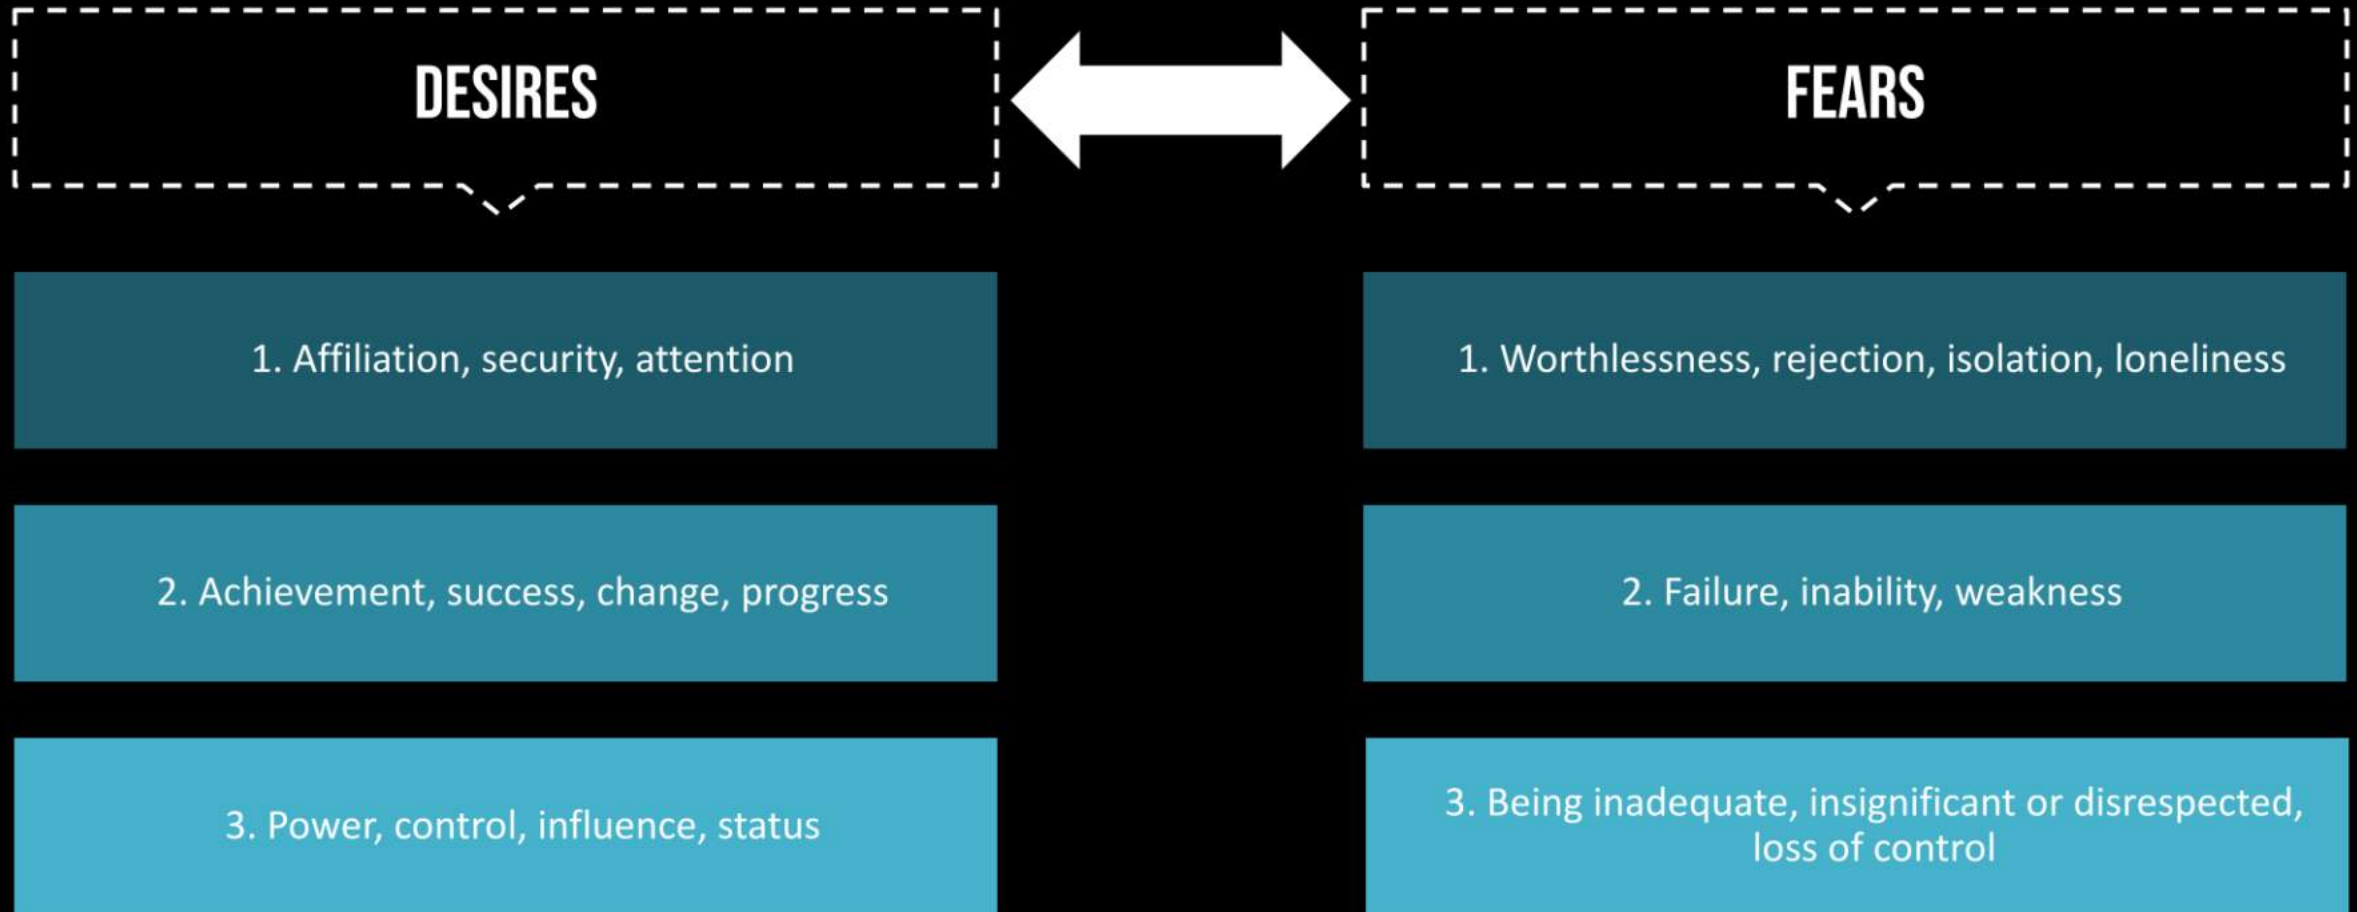 DESIRES
FEARS
1. Affiliation, security, attention
1. Worthlessness, rejection, isolation, loneliness
2. Achievement, success, change, progress
2. Failure, inability, weakness
3. Power, control, influence, status
3. Being inadequate, insignificant or disrespected,
loss of control